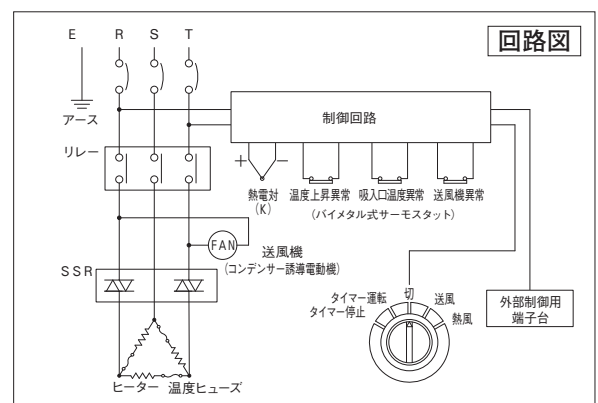 回路図
E R S T
アース
制御回路
リレー
＋ －
熱電対
(K)
温度上昇異常
吸入口温度異常
送風機異常
(バイメタル式サーモスタット)
FAN
送風機
(コンデンサー誘導電動機)
SSR
タイマー運転
タイマー停止
切
送風
熱風
外部制御用
端子台
ヒーター
温度ヒューズ